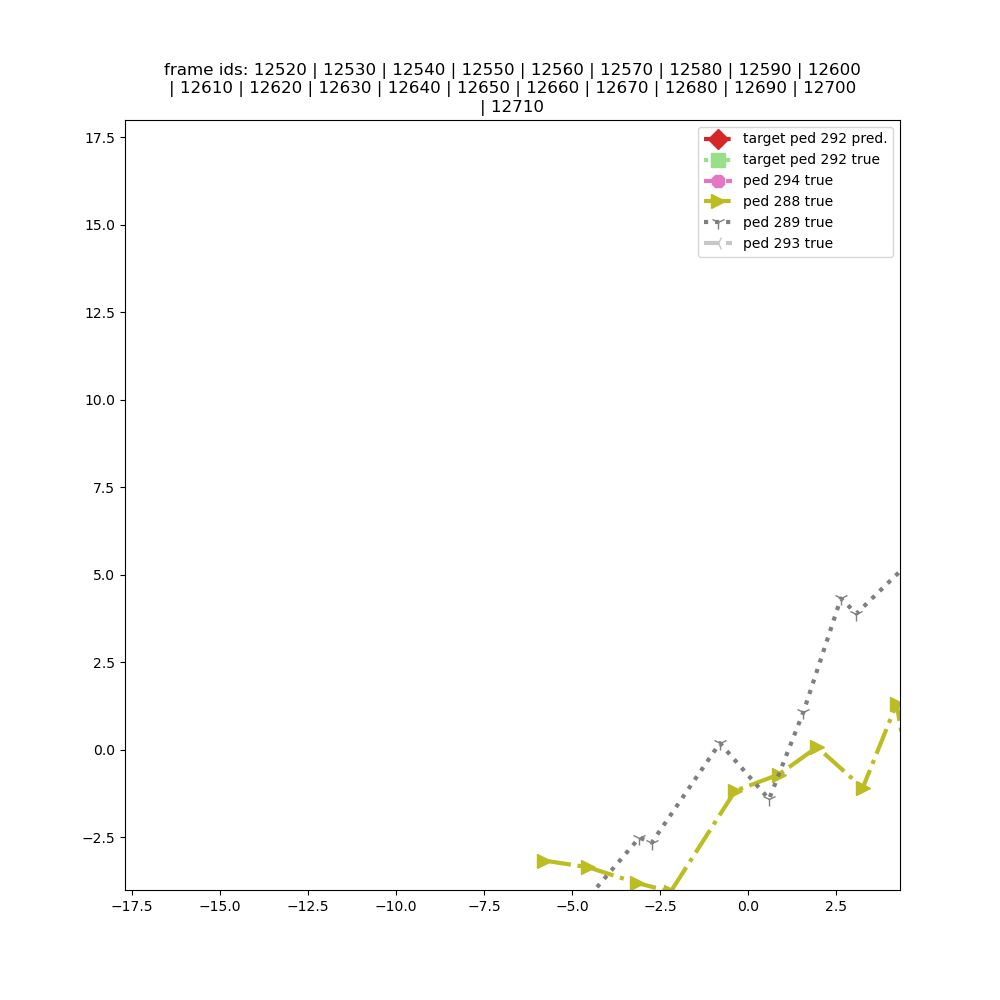 frame ids: 12520 | 12530 | 12540 | 12550 | 12560 | 12570 | 12580 | 12590 | 12600
| 12610 | 12620 | 12630 | 12640 | 12650 | 12660 | 12670 | 12680 | 12690 | 12700
| 12710
target ped 292 pred.
target ped 292 true
ped 294 true
ped 288 true
ped 289 true
ped 293 true
17.5
15.0
12.5
10.0
7.5
5.0
2.5
0.0
−2.5
−17.5 −15.0 −12.5 −10.0 −7.5 −5.0 −2.5 0.0 2.5